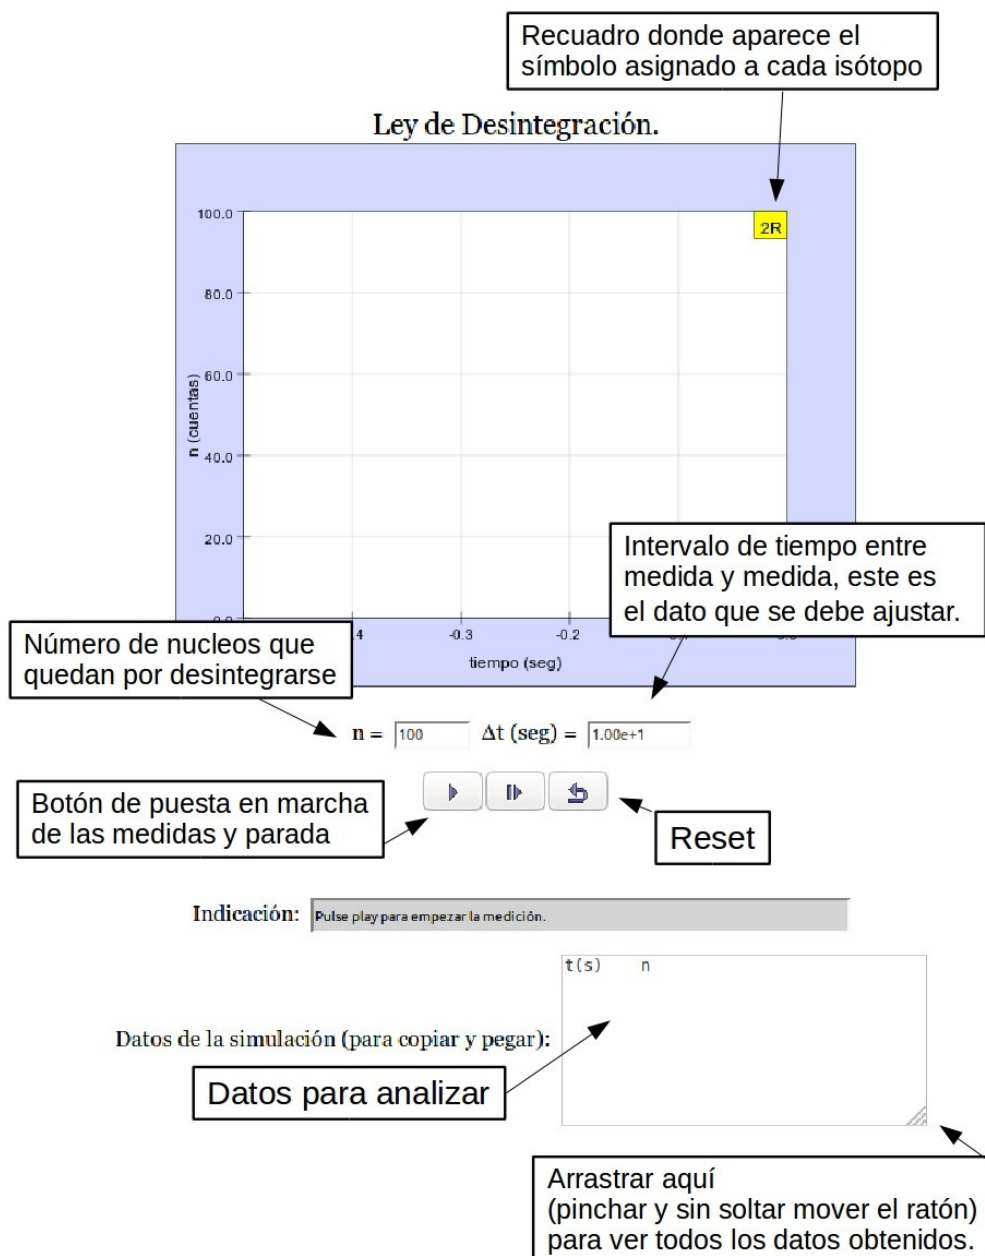 Recuadro donde aparece el
símbolo asignado a cada isótopo
Ley de Desintegración.
2R
100.0
80.0
60.0
40.0
20.0
n (cuentas)
-0.3
-0.2
tiempo (seg)
Intervalo de tiempo entre
medida y medida, este es
el dato que se debe ajustar.
Número de nucleos que
quedan por desintegrarse
n = 100 Δt (seg) = 1.00e+1
Botón de puesta en marcha
de las medidas y parada
Reset
Indicación: Pulse play para empezar la medición.
t(s) n
Datos de la simulación (para copiar y pegar):
Datos para analizar
Arrastrar aquí
(pinchar y sin soltar mover el ratón)
para ver todos los datos obtenidos.